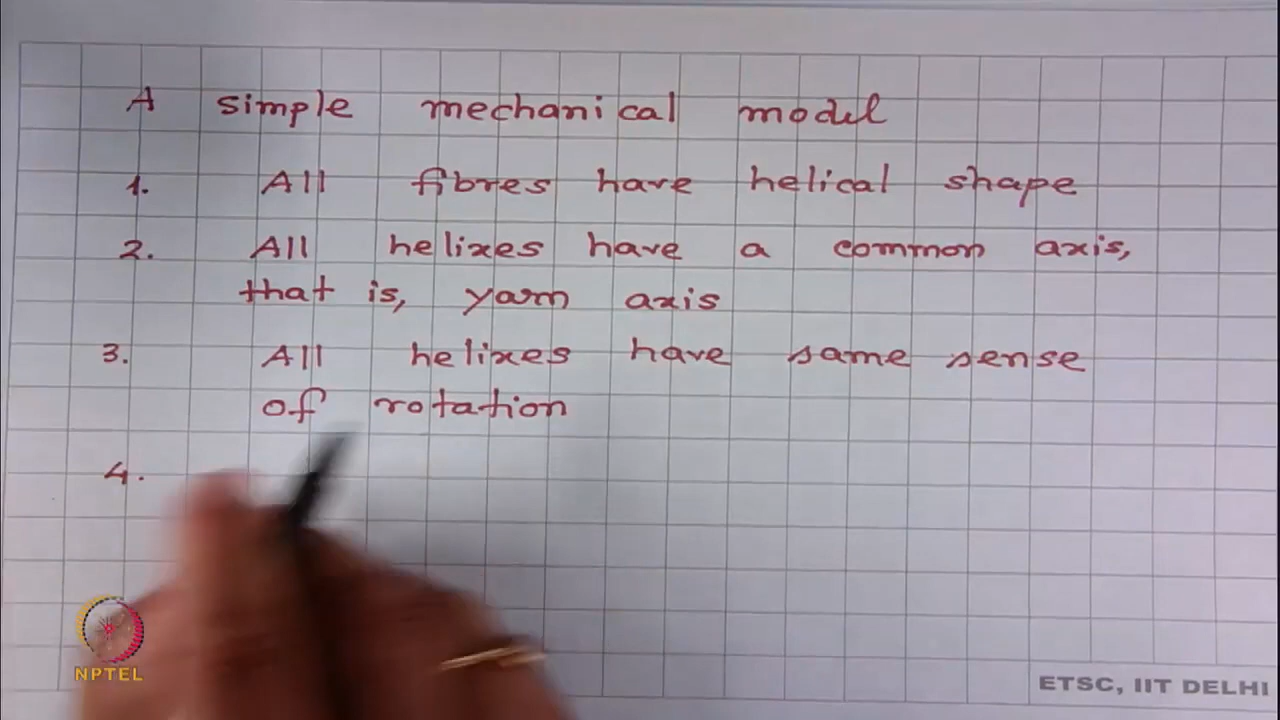 A simple mechanical model
1. All fibres have helical shape
2. All helixes have a common axis,
that is, yarn axis
3. All helixes have same sense
of rotation
4.
NPTEL
ETSC, IIT DELHI